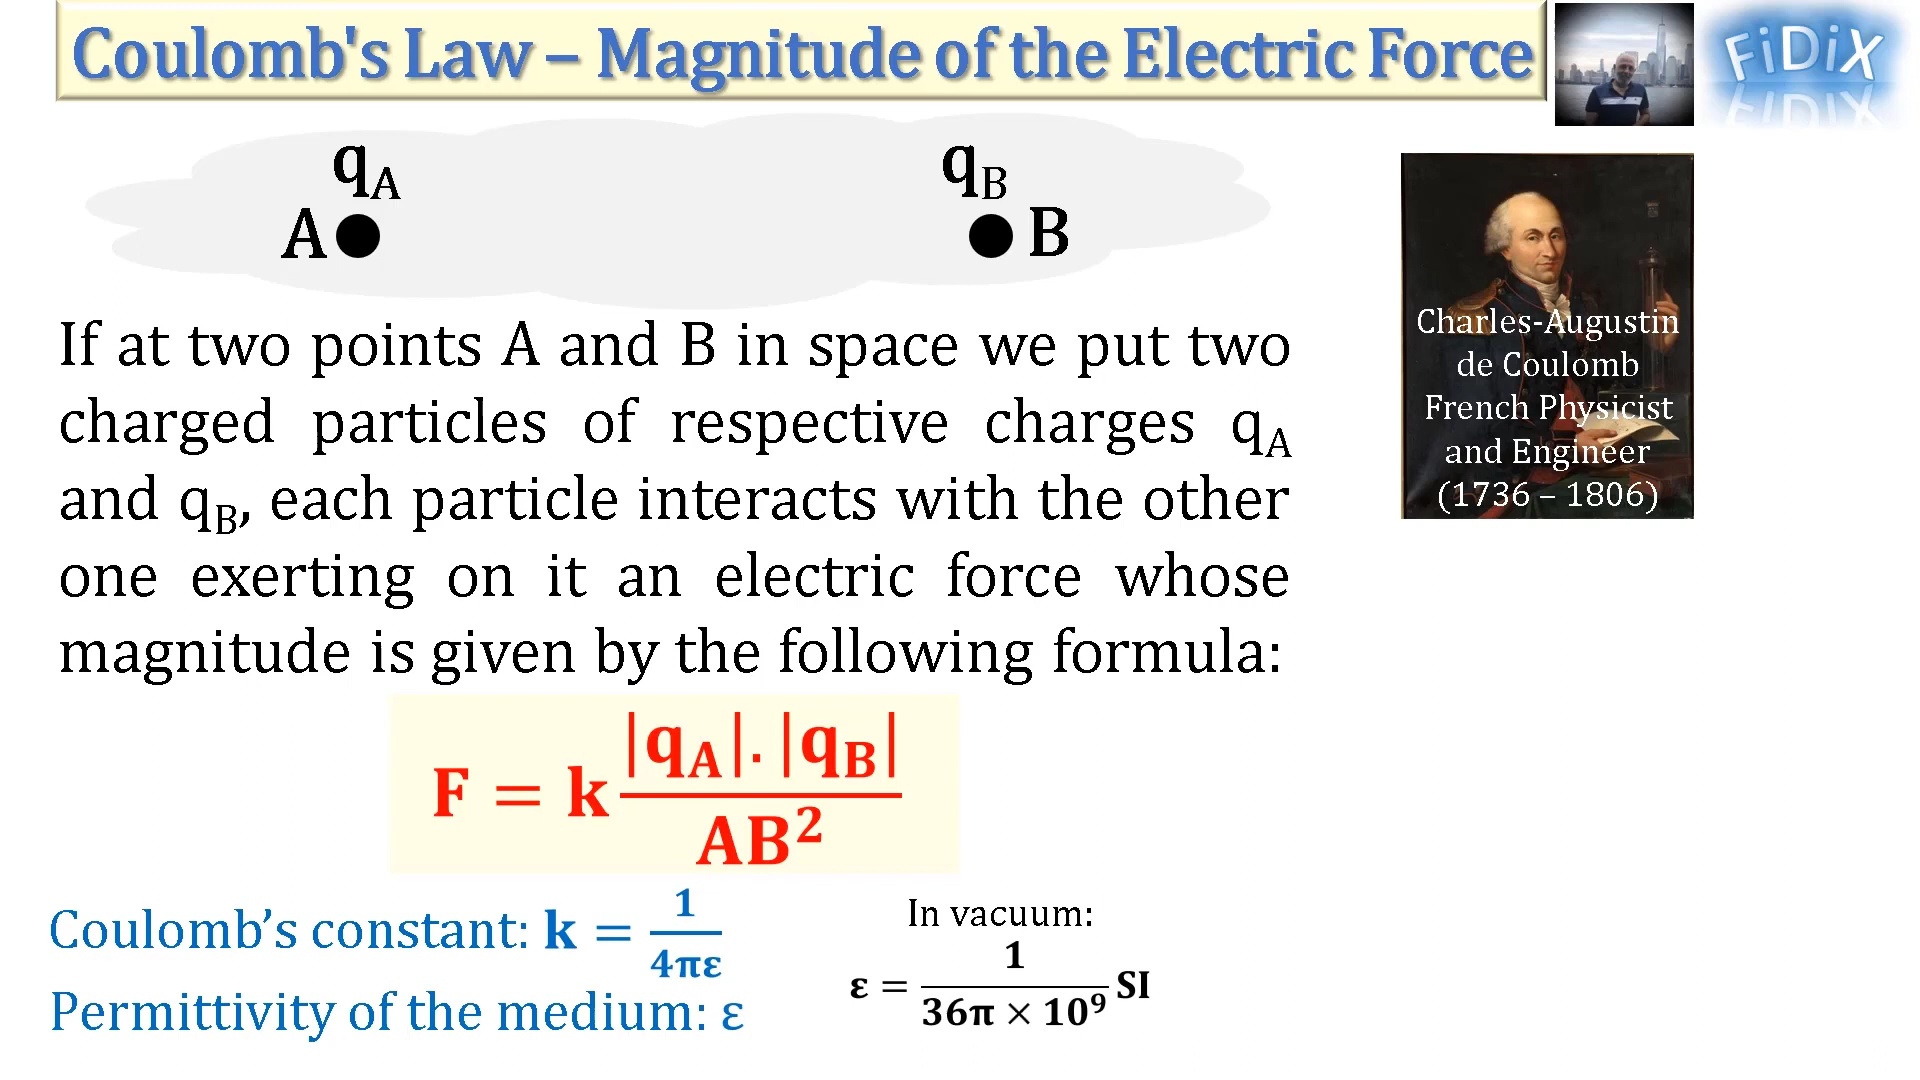 Coulomb's Law – Magnitude of the Electric Force
FiDiX
q_A
q_B
A
B
If at two points A and B in space we put two
charged particles of respective charges q_A
and q_B, each particle interacts with the other
one exerting on it an electric force whose
magnitude is given by the following formula:
F = k |q_A|.|q_B| / AB²
Coulomb’s constant: k = 1 / 4πε
Permittivity of the medium: ε
In vacuum:
ε = 1 / 36π × 10⁹ SI
Charles-Augustin
de Coulomb
French Physicist
and Engineer
(1736 – 1806)